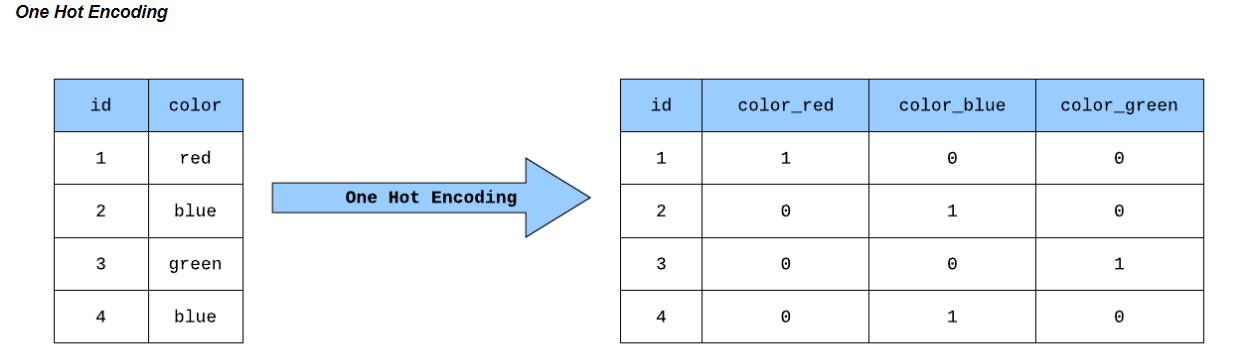 One Hot Encoding
id color
1 red
2 blue
3 green
4 blue
One Hot Encoding
id color_red color_blue color_green
1 1 0 0
2 0 1 0
3 0 0 1
4 0 1 0